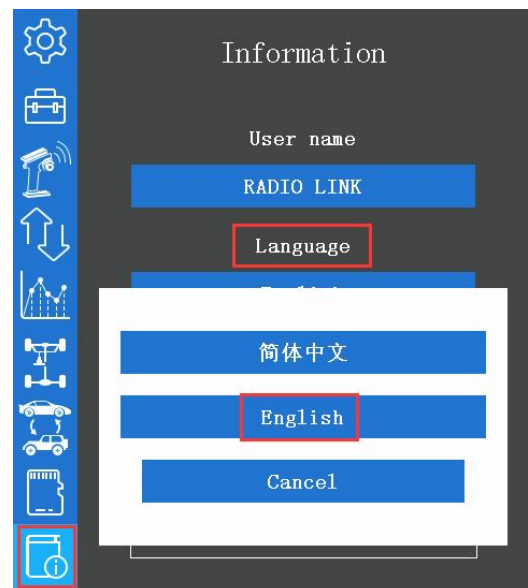 Information
User name
RADIO LINK
Language
简体中文
English
Cancel